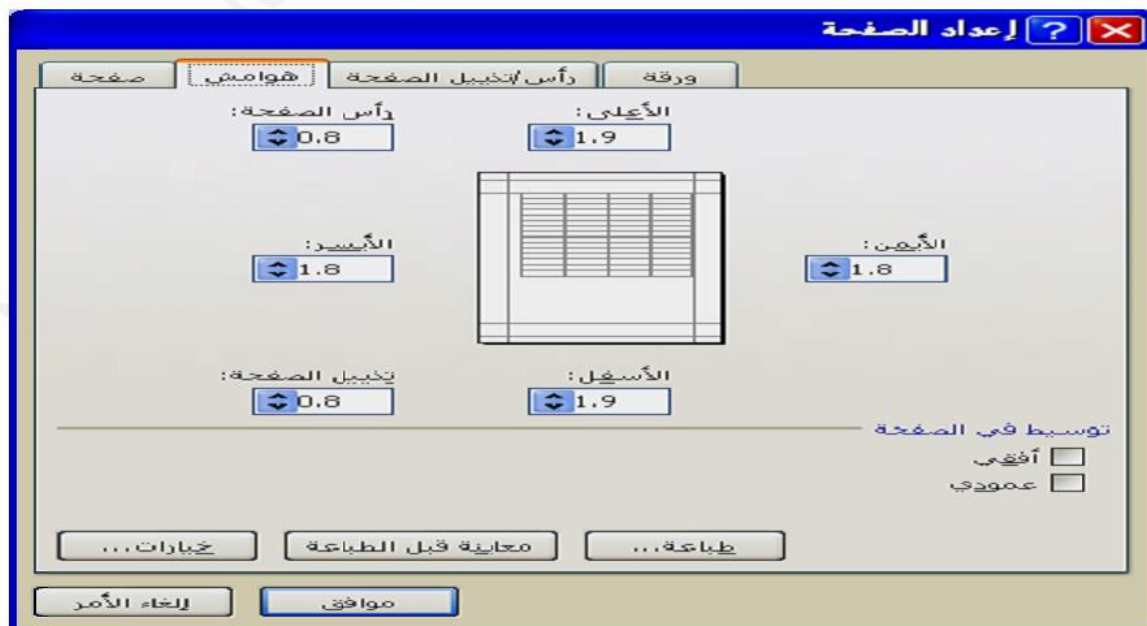 إعداد الصفحة ?
صفحة هوامش رأس/تذييل الصفحة ورقة
الأعلى: رأس الصفحة:
1.9 0.8
الأيمن: الأيسر:
1.8 1.8
الأسفل: تذييل الصفحة:
1.9 0.8
توسيط في الصفحة
أفقي
عمودي
طباعة... معاينة قبل الطباعة خيارات...
موافق إلغاء الأمر